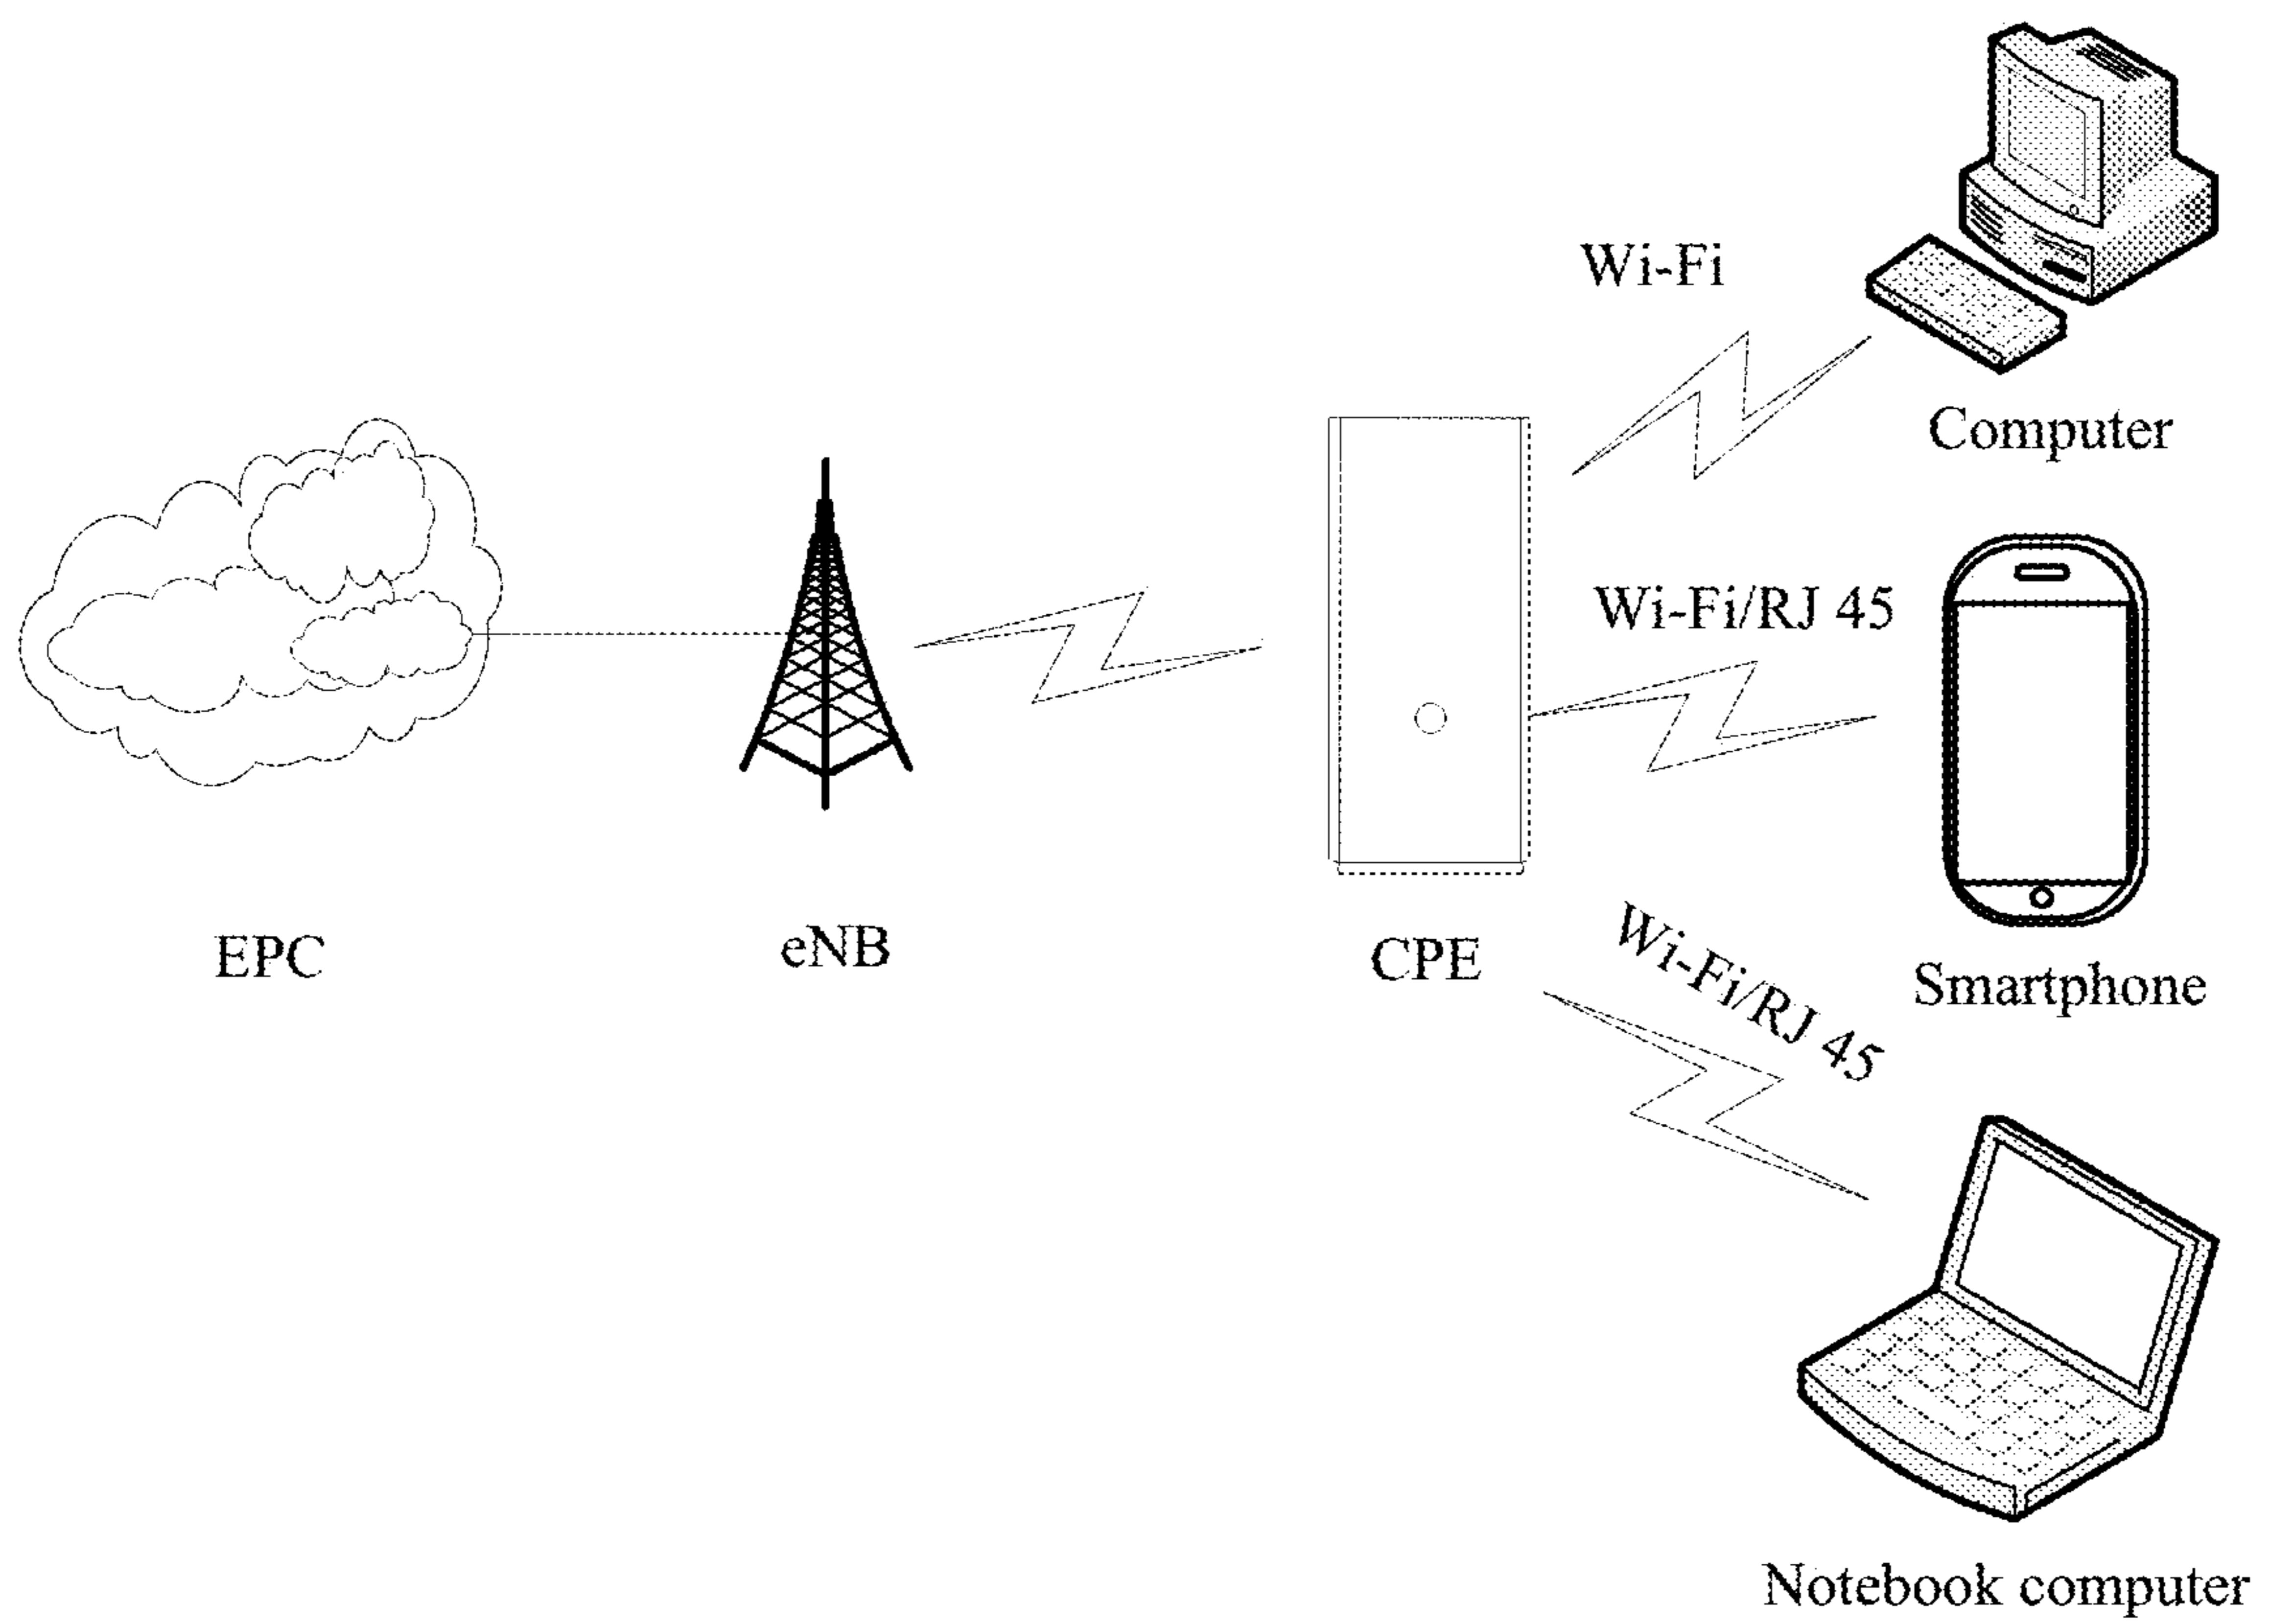 Wi-Fi
Computer
Wi-Fi/RJ 45
EPC
eNB
CPE
Wi-Fi/RJ 45
Smartphone
Notebook computer